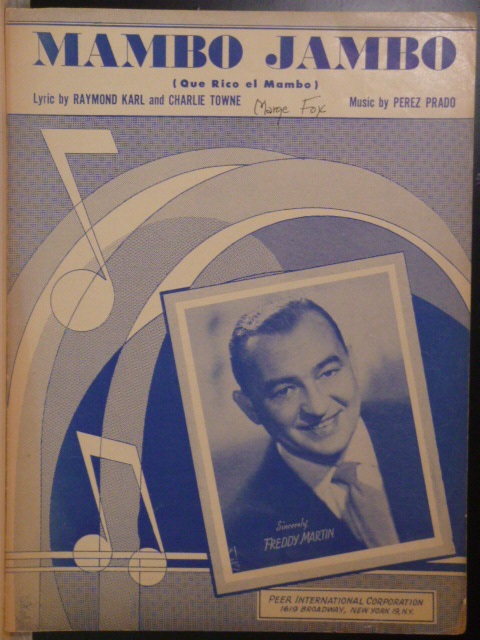 MAMBO JAMBO
(Que Rico el Mambo)
Lyric by RAYMOND KARL and CHARLIE TOWNE
Marge Fox
Music by PEREZ PRADO
Sincerely,
FREDDY MARTIN
PEER INTERNATIONAL CORPORATION
1619 BROADWAY, NEW YORK 19, N.Y.